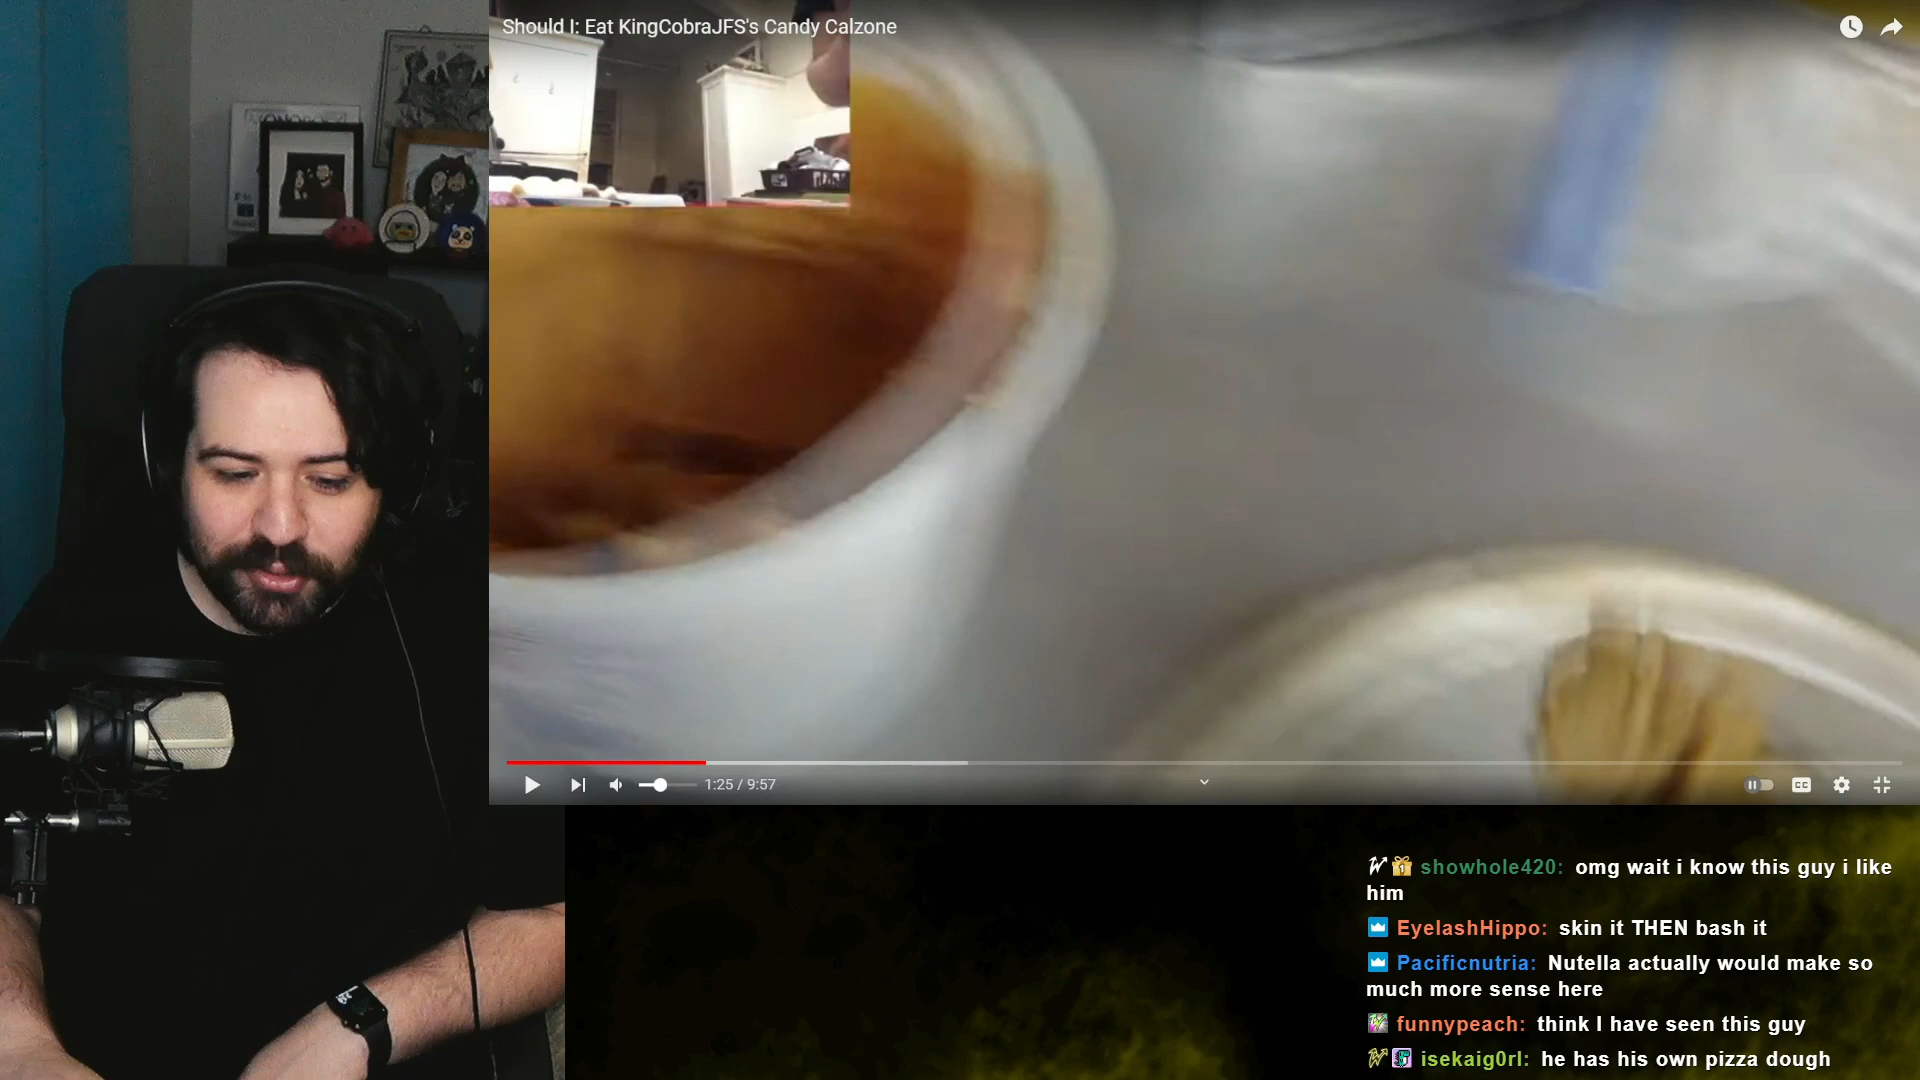 Should I: Eat KingCobraJFS's Candy Calzone
1:25 / 9:57
CC
showhole420: omg wait i know this guy i like
him
EyelashHippo: skin it THEN bash it
Pacificnutria: Nutella actually would make so
much more sense here
funnypeach: think I have seen this guy
isekaig0rl: he has his own pizza dough